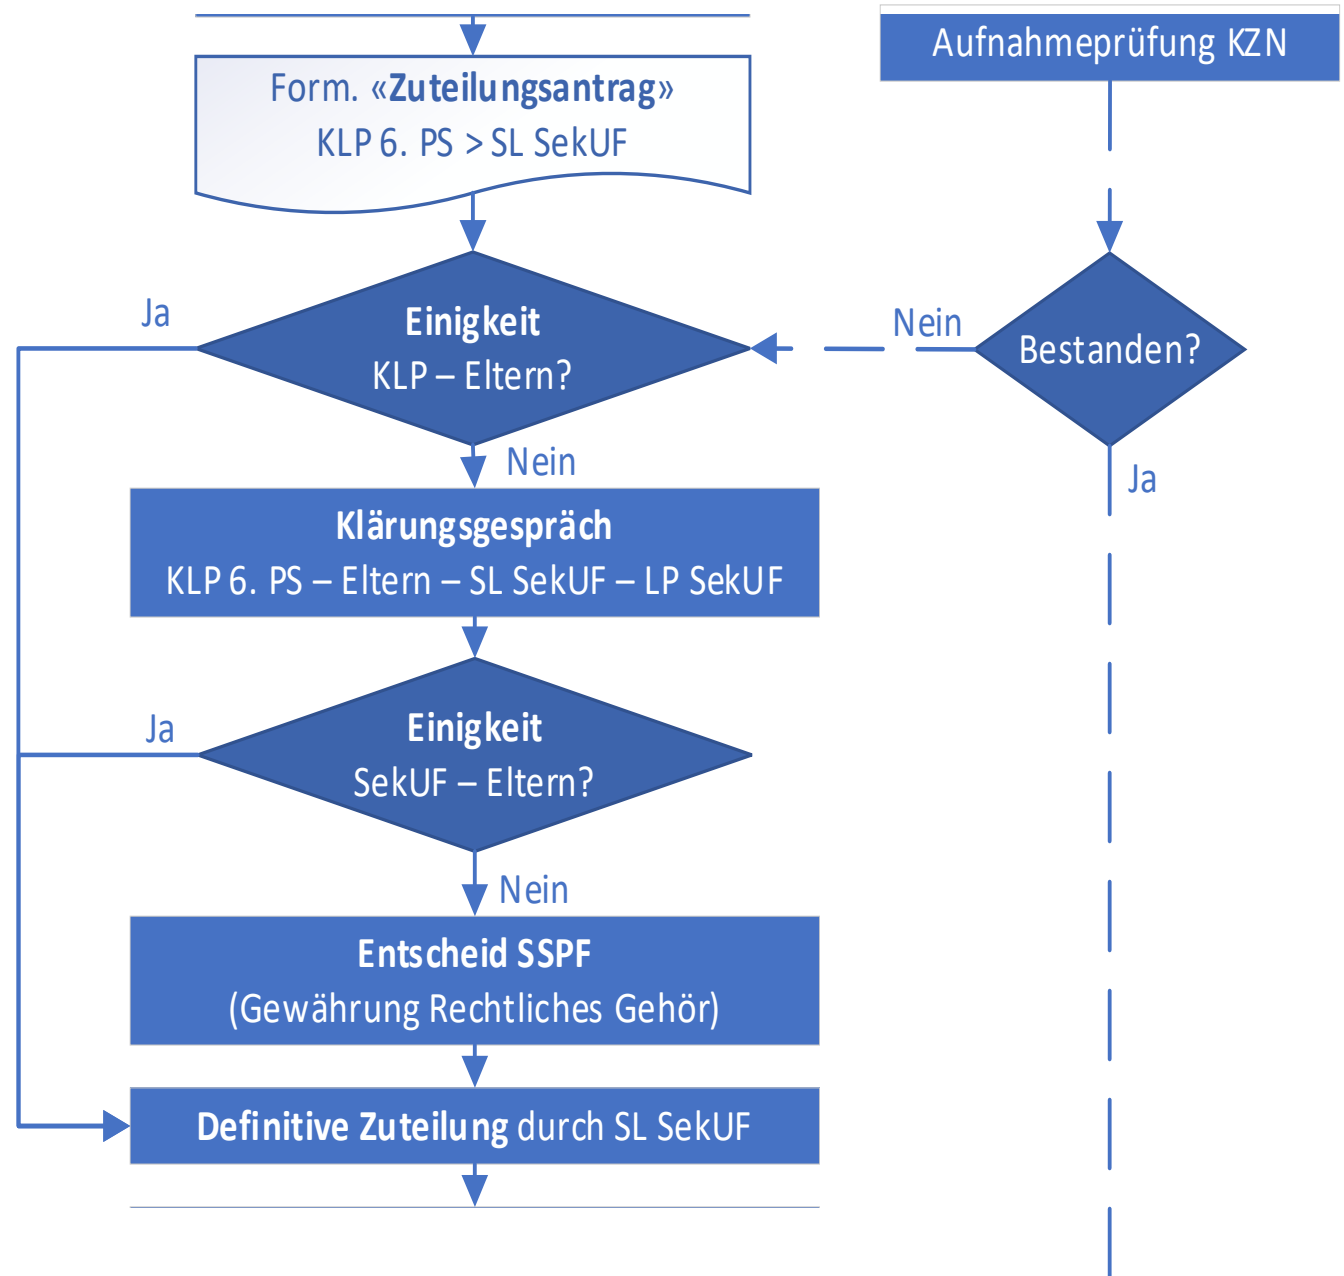 Aufnahmeprüfung KZN
Form. «Zuteilungsantrag»
KLP 6. PS > SL SekUF
Ja
Einigkeit
KLP – Eltern?
Nein
Bestanden?
Nein
Ja
Klärungsgespräch
KLP 6. PS – Eltern – SL SekUF – LP SekUF
Ja
Einigkeit
SekUF – Eltern?
Nein
Entscheid SSPF
(Gewährung Rechtliches Gehör)
Definitive Zuteilung durch SL SekUF